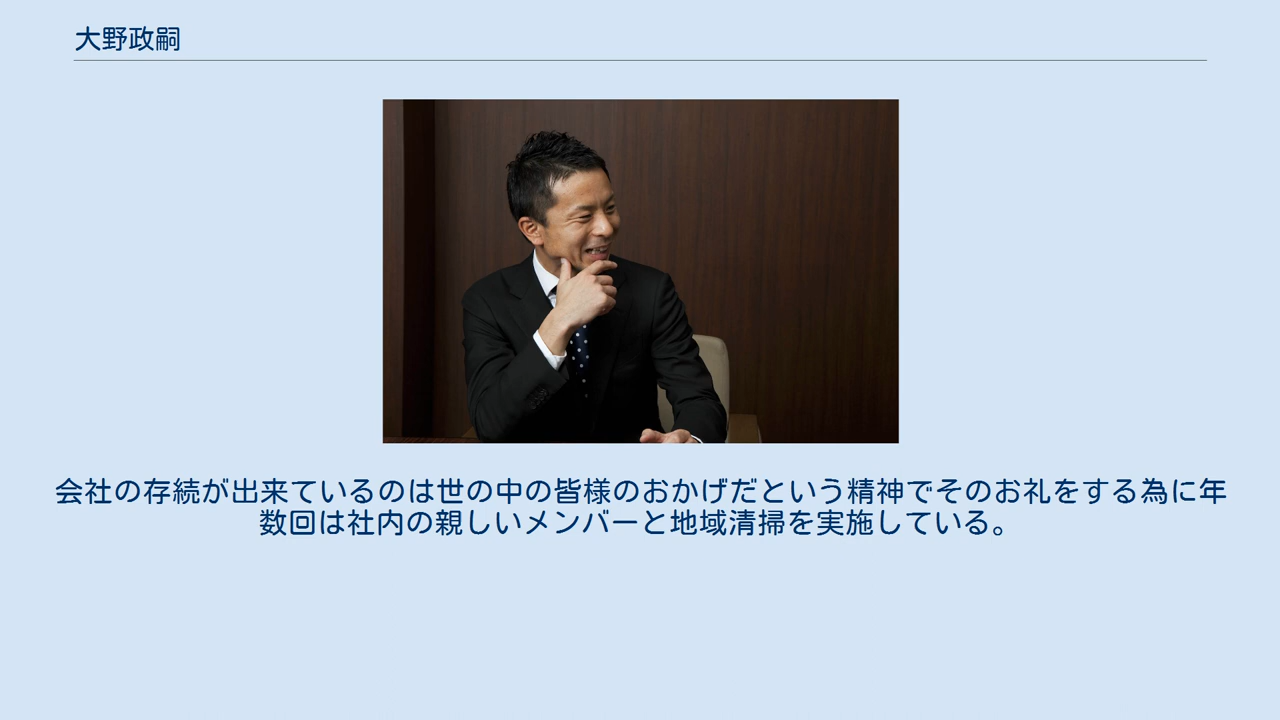 大野政嗣
会社の存続が出来ているのは世の中の皆様のおかげだという精神でそのお礼をする為に年
数回は社内の親しいメンバーと地域清掃を実施している。